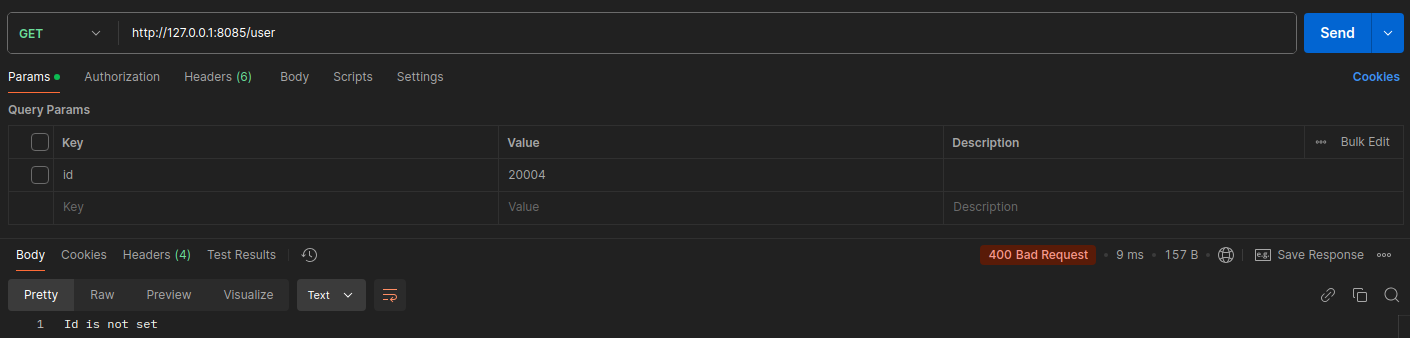 GET http://127.0.0.1:8085/user Send
Params Authorization Headers (6) Body Scripts Settings Cookies
Query Params
Key Value Description Bulk Edit
id 20004
Key Value Description
Body Cookies Headers (4) Test Results 400 Bad Request • 9 ms • 157 B • e.g. Save Response
Pretty Raw Preview Visualize Text
1 Id is not set